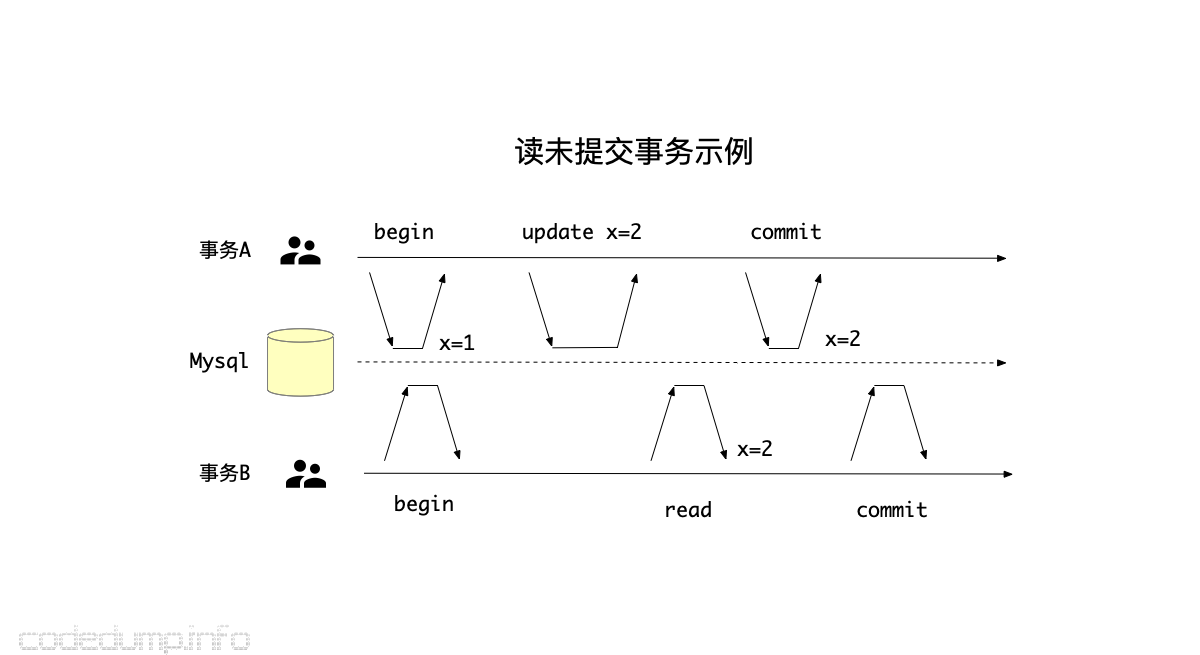 读未提交事务示例
begin update x=2 commit
事务A
x=1 x=2
Mysql
x=2
事务B
begin read commit
codedump.info